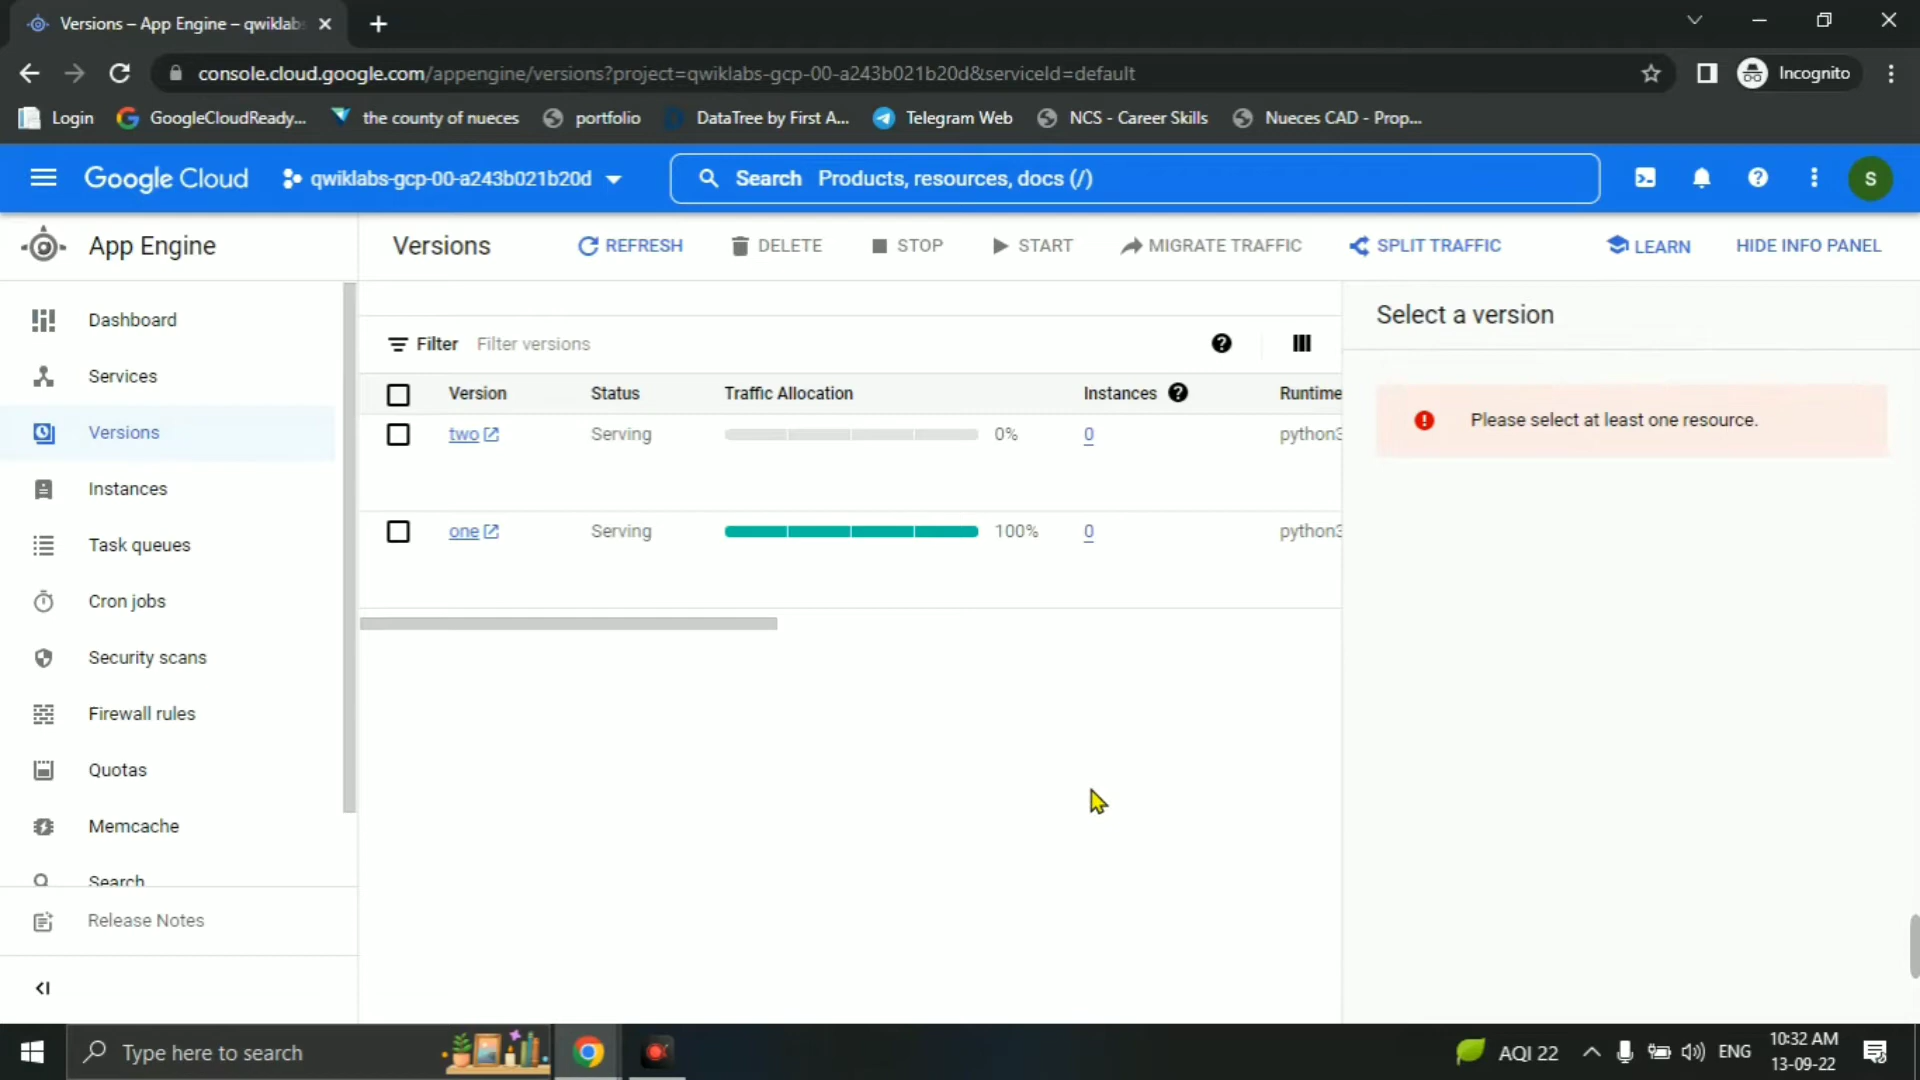 Versions – App Engine – qwiklabs
console.cloud.google.com/appengine/versions?project=qwiklabs-gcp-00-a243b021b20d&serviceId=default
Incognito
Login
GoogleCloudReady...
the county of nueces
portfolio
DataTree by First A...
Telegram Web
NCS - Career Skills
Nueces CAD - Prop...
Google Cloud
qwiklabs-gcp-00-a243b021b20d
Search Products, resources, docs (/)
S
App Engine
Versions
REFRESH
DELETE
STOP
START
MIGRATE TRAFFIC
SPLIT TRAFFIC
LEARN
HIDE INFO PANEL
Dashboard
Services
Versions
Instances
Task queues
Cron jobs
Security scans
Firewall rules
Quotas
Memcache
Search
Release Notes
Filter Filter versions
Version Status Traffic Allocation Instances Runtime
two Serving 0% 0 python3
one Serving 100% 0 python3
Select a version
Please select at least one resource.
Type here to search
AQI 22
ENG
10:32 AM
13-09-22